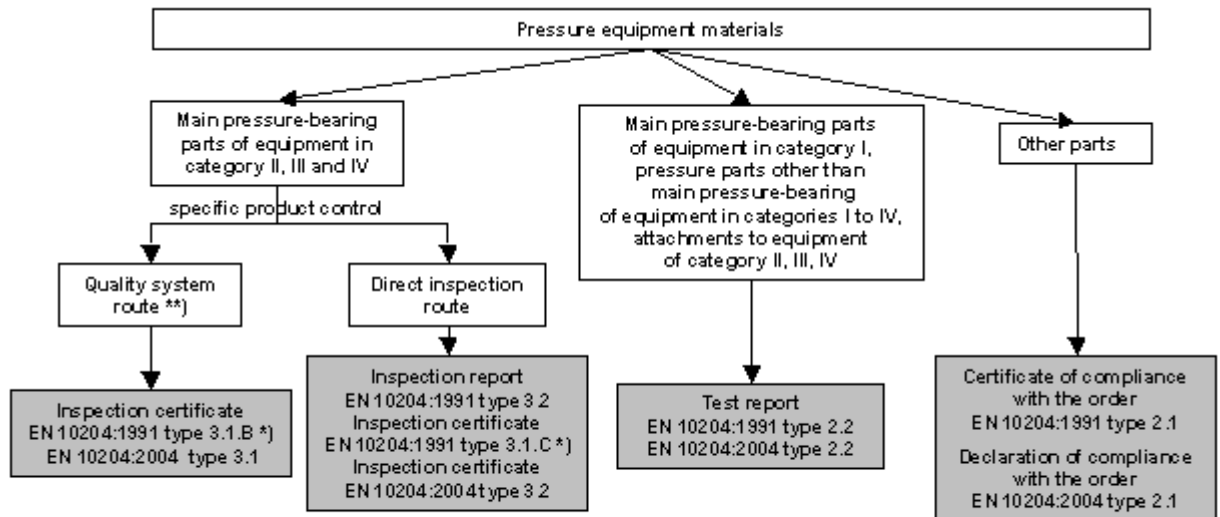 Pressure equipment materials
Main pressure-bearing
parts of equipment in
category II, III and IV
Main pressure-bearing parts
of equipment in category I,
pressure parts other than
main pressure-bearing
of equipment in categories I to IV,
attachments to equipment
of category II, III, IV
Other parts
specific product control
Quality system
route **)
Direct inspection
route
Inspection certificate
EN 10204:1991 type 3.1.B *)
EN 10204:2004 type 3.1
Inspection report
EN 10204:1991 type 3.2
Inspection certificate
EN 10204:1991 type 3.1.C *)
Inspection certificate
EN 10204:2004 type 3.2
Test report
EN 10204:1991 type 2.2
EN 10204:2004 type 2.2
Certificate of compliance
with the order
EN 10204:1991 type 2.1
Declaration of compliance
with the order
EN 10204:2004 type 2.1